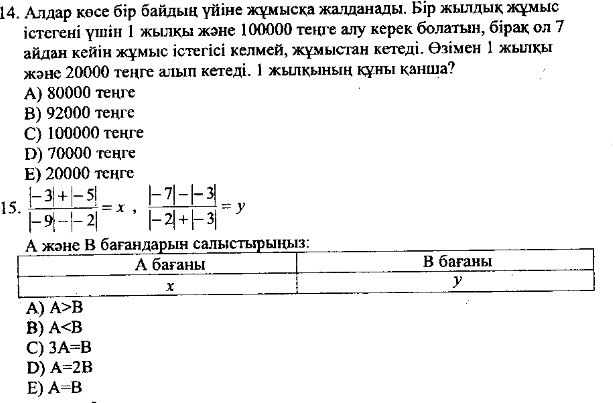 14. Алдар көсе бір байдың үйіне жұмысқа жалданады. Бір жылдық жұмыс
істегені үшін 1 жылқы және 100000 теңге алу керек болатын, бірақ ол 7
айдан кейін жұмыс істегісі келмей, жұмыстан кетеді. Өзімен 1 жылқы
және 20000 теңге алып кетеді. 1 жылқының құны қанша?
A) 80000 теңге
B) 92000 теңге
C) 100000 теңге
D) 70000 теңге
E) 20000 теңге
15. (|−3|+|−5|)/(|−9|−|−2|) = x , (|−7|−|−3|)/(|−2|+|−3|) = y
А және В бағандарын салыстырыңыз:
А бағаны В бағаны
x y
A) A>B
B) A<B
C) 3A=B
D) A=2B
E) A=B